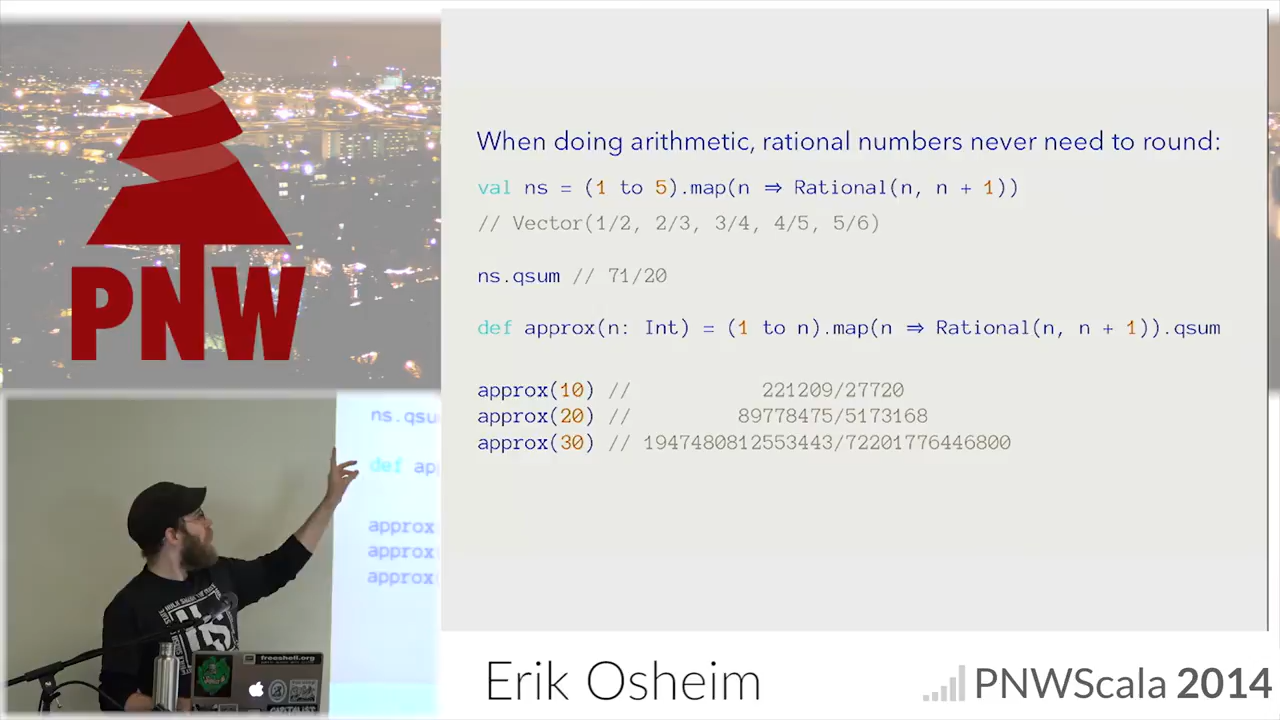 PNW
When doing arithmetic, rational numbers never need to round:
val ns = (1 to 5).map(n ⇒ Rational(n, n + 1))
// Vector(1/2, 2/3, 3/4, 4/5, 5/6)
ns.qsum // 71/20
def approx(n: Int) = (1 to n).map(n ⇒ Rational(n, n + 1)).qsum
approx(10) // 221209/27720
approx(20) // 89778475/5173168
approx(30) // 1947480812553443/72201776446800
ns.qsu
def ap
approx
approx
approx
freeshell.org
CAPITALIST
Erik Osheim
PNWScala 2014